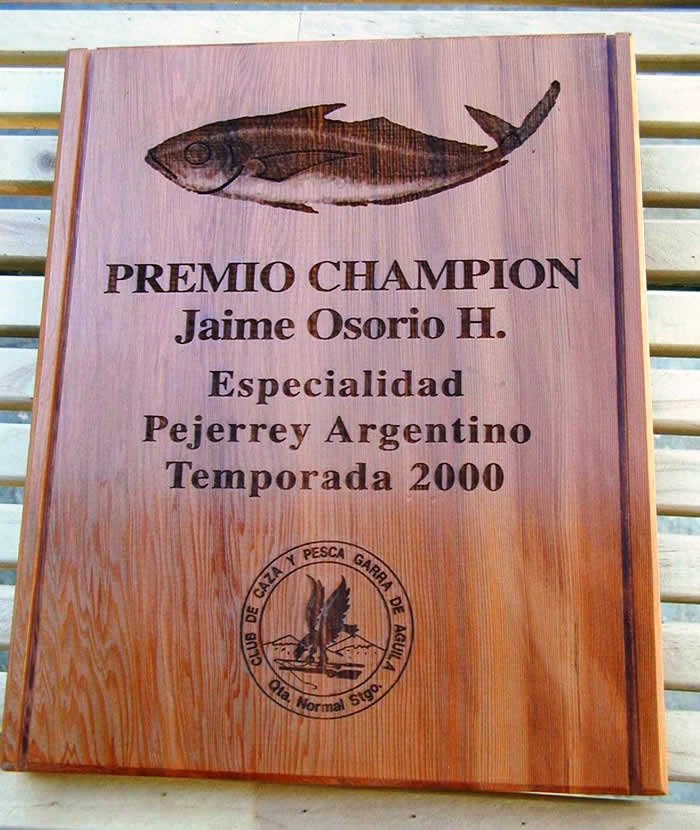 PREMIO CHAMPION
Jaime Osorio H.
Especialidad
Pejerrey Argentino
Temporada 2000
CLUB DE CAZA Y PESCA GARRA DE AGUILA
Qta. Normal Stgo.